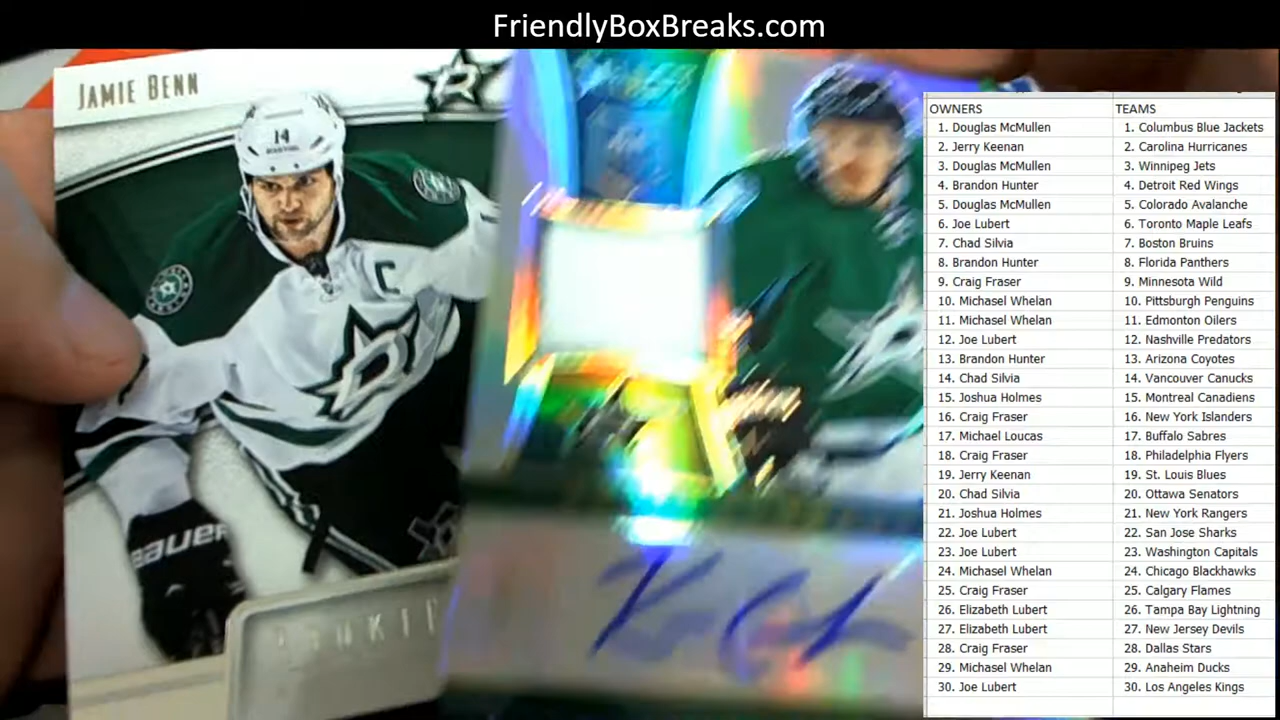 FriendlyBoxBreaks.com
JAMIE BENN
14
C
BAUER
OWNERS TEAMS
1. Douglas McMullen 1. Columbus Blue Jackets
2. Jerry Keenan 2. Carolina Hurricanes
3. Douglas McMullen 3. Winnipeg Jets
4. Brandon Hunter 4. Detroit Red Wings
5. Douglas McMullen 5. Colorado Avalanche
6. Joe Lubert 6. Toronto Maple Leafs
7. Chad Silvia 7. Boston Bruins
8. Brandon Hunter 8. Florida Panthers
9. Craig Fraser 9. Minnesota Wild
10. Michasel Whelan 10. Pittsburgh Penguins
11. Michasel Whelan 11. Edmonton Oilers
12. Joe Lubert 12. Nashville Predators
13. Brandon Hunter 13. Arizona Coyotes
14. Chad Silvia 14. Vancouver Canucks
15. Joshua Holmes 15. Montreal Canadiens
16. Craig Fraser 16. New York Islanders
17. Michael Loucas 17. Buffalo Sabres
18. Craig Fraser 18. Philadelphia Flyers
19. Jerry Keenan 19. St. Louis Blues
20. Chad Silvia 20. Ottawa Senators
21. Joshua Holmes 21. New York Rangers
22. Joe Lubert 22. San Jose Sharks
23. Joe Lubert 23. Washington Capitals
24. Michasel Whelan 24. Chicago Blackhawks
25. Craig Fraser 25. Calgary Flames
26. Elizabeth Lubert 26. Tampa Bay Lightning
27. Elizabeth Lubert 27. New Jersey Devils
28. Craig Fraser 28. Dallas Stars
29. Michasel Whelan 29. Anaheim Ducks
30. Joe Lubert 30. Los Angeles Kings